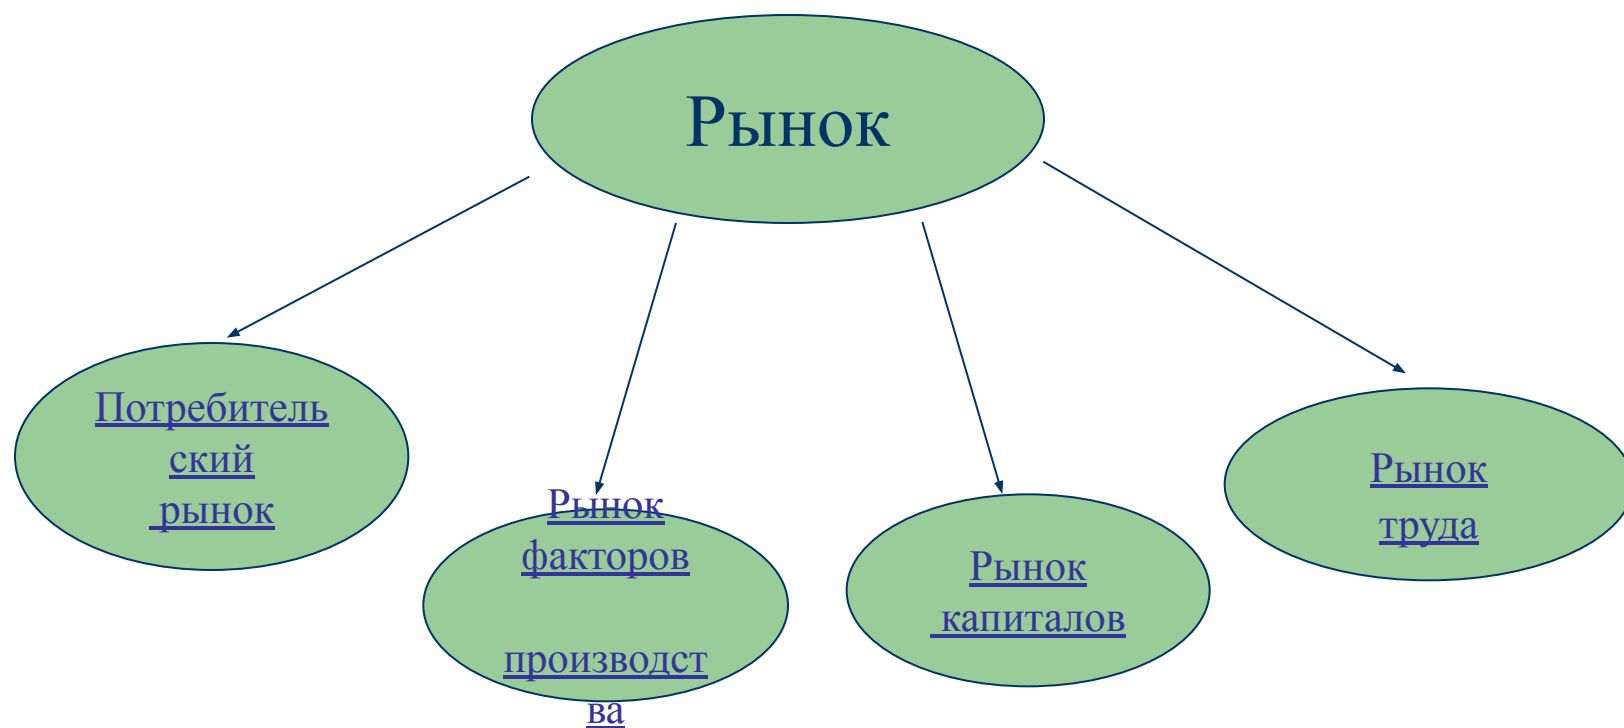 Рынок
Потребитель
ский
рынок
Рынок
факторов
производст
ва
Рынок
капиталов
Рынок
труда